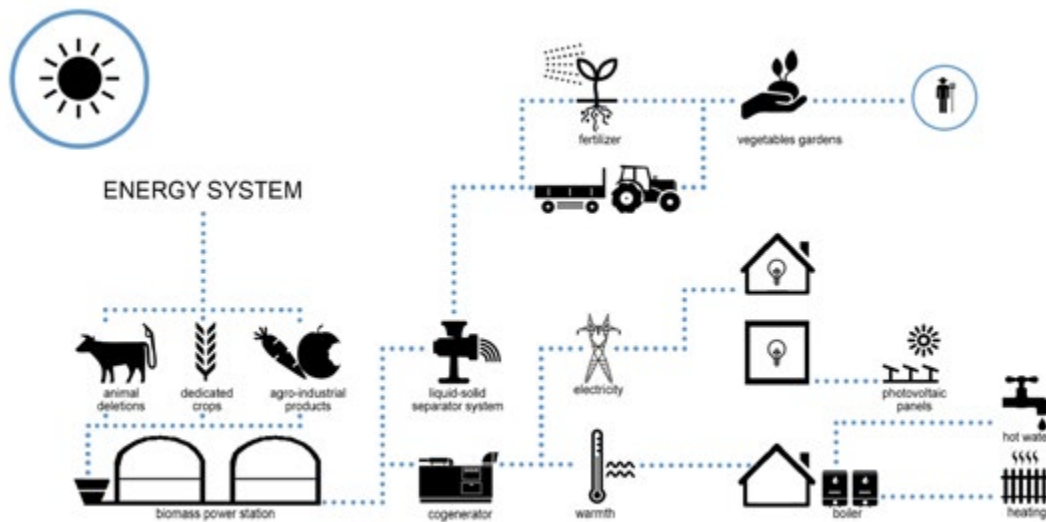 fertilizer
vegetables gardens
ENERGY SYSTEM
animal
deletions
dedicated
crops
agro-industrial
products
liquid-solid
separator system
electricity
photovoltaic
panels
hot water
biomass power station
cogenerator
warmth
boiler
heating